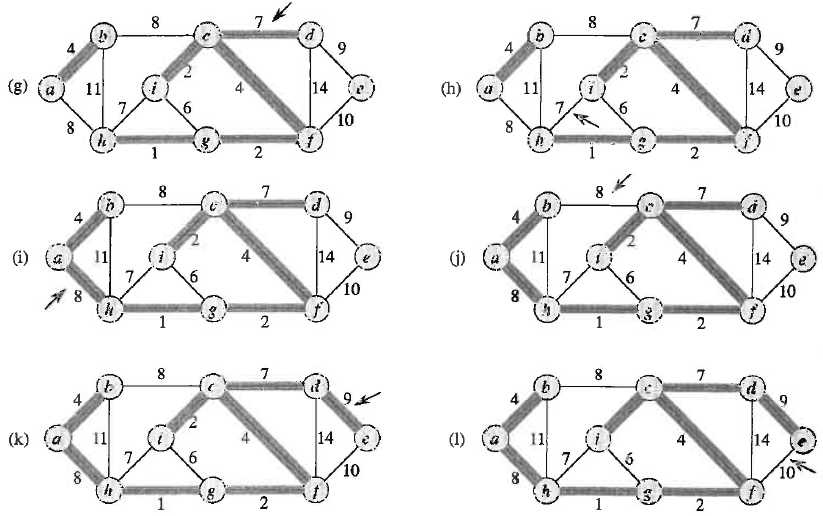 8 7
4 b c d 9
2
(g) a 11 i 4 14 e
8 7 6 10
h g f
1 2
8 7
4 b c d 9
2
(h) a 11 i 4 14 e
8 7 6 10
h g f
1 2
8 7
4 b c d 9
2
(i) a 11 i 4 14 e
8 7 6 10
h g f
1 2
8 7
4 b c d 9
2
(j) a 11 i 4 14 e
8 7 6 10
h g f
1 2
8 7
4 b c d 9
2
(k) a 11 i 4 14 e
8 7 6 10
h g f
1 2
8 7
4 b c d 9
(l) a 11 i 4 14 e
8 7 6 10
h g f
1 2